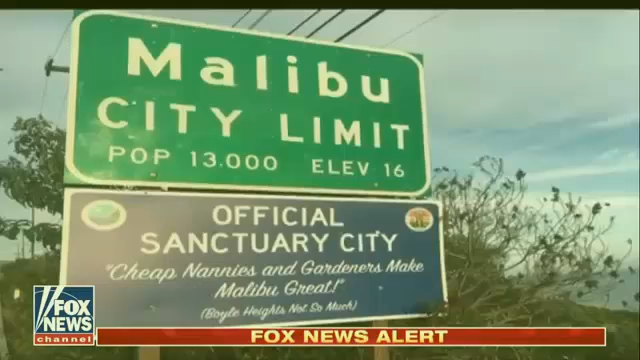 Malibu
CITY LIMIT
POP 13.000 ELEV 16
OFFICIAL
SANCTUARY CITY
"Cheap Nannies and Gardeners Make
Malibu Great!"
(Boyle Heights Not So Much)
FOX
NEWS
channel
FOX NEWS ALERT